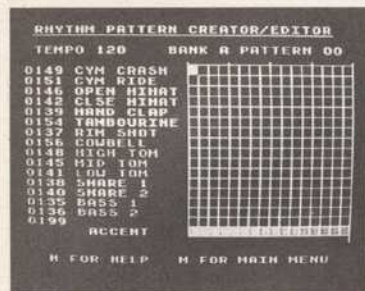 RHYTHM PATTERN CREATOR/EDITOR
TEMPO 120 BANK A PATTERN 00
0149 CYM CRASH
0151 CYM RIDE
0146 OPEN HIHAT
0142 CLSE HIHAT
0139 HAND CLAP
0154 TAMBOURINE
0137 RIM SHOT
0156 COWBELL
0148 HIGH TOM
0145 MID TOM
0141 LOW TOM
0138 SNARE 1
0140 SNARE 2
0135 BASS 1
0136 BASS 2
0199
ACCENT
H FOR HELP M FOR MAIN MENU